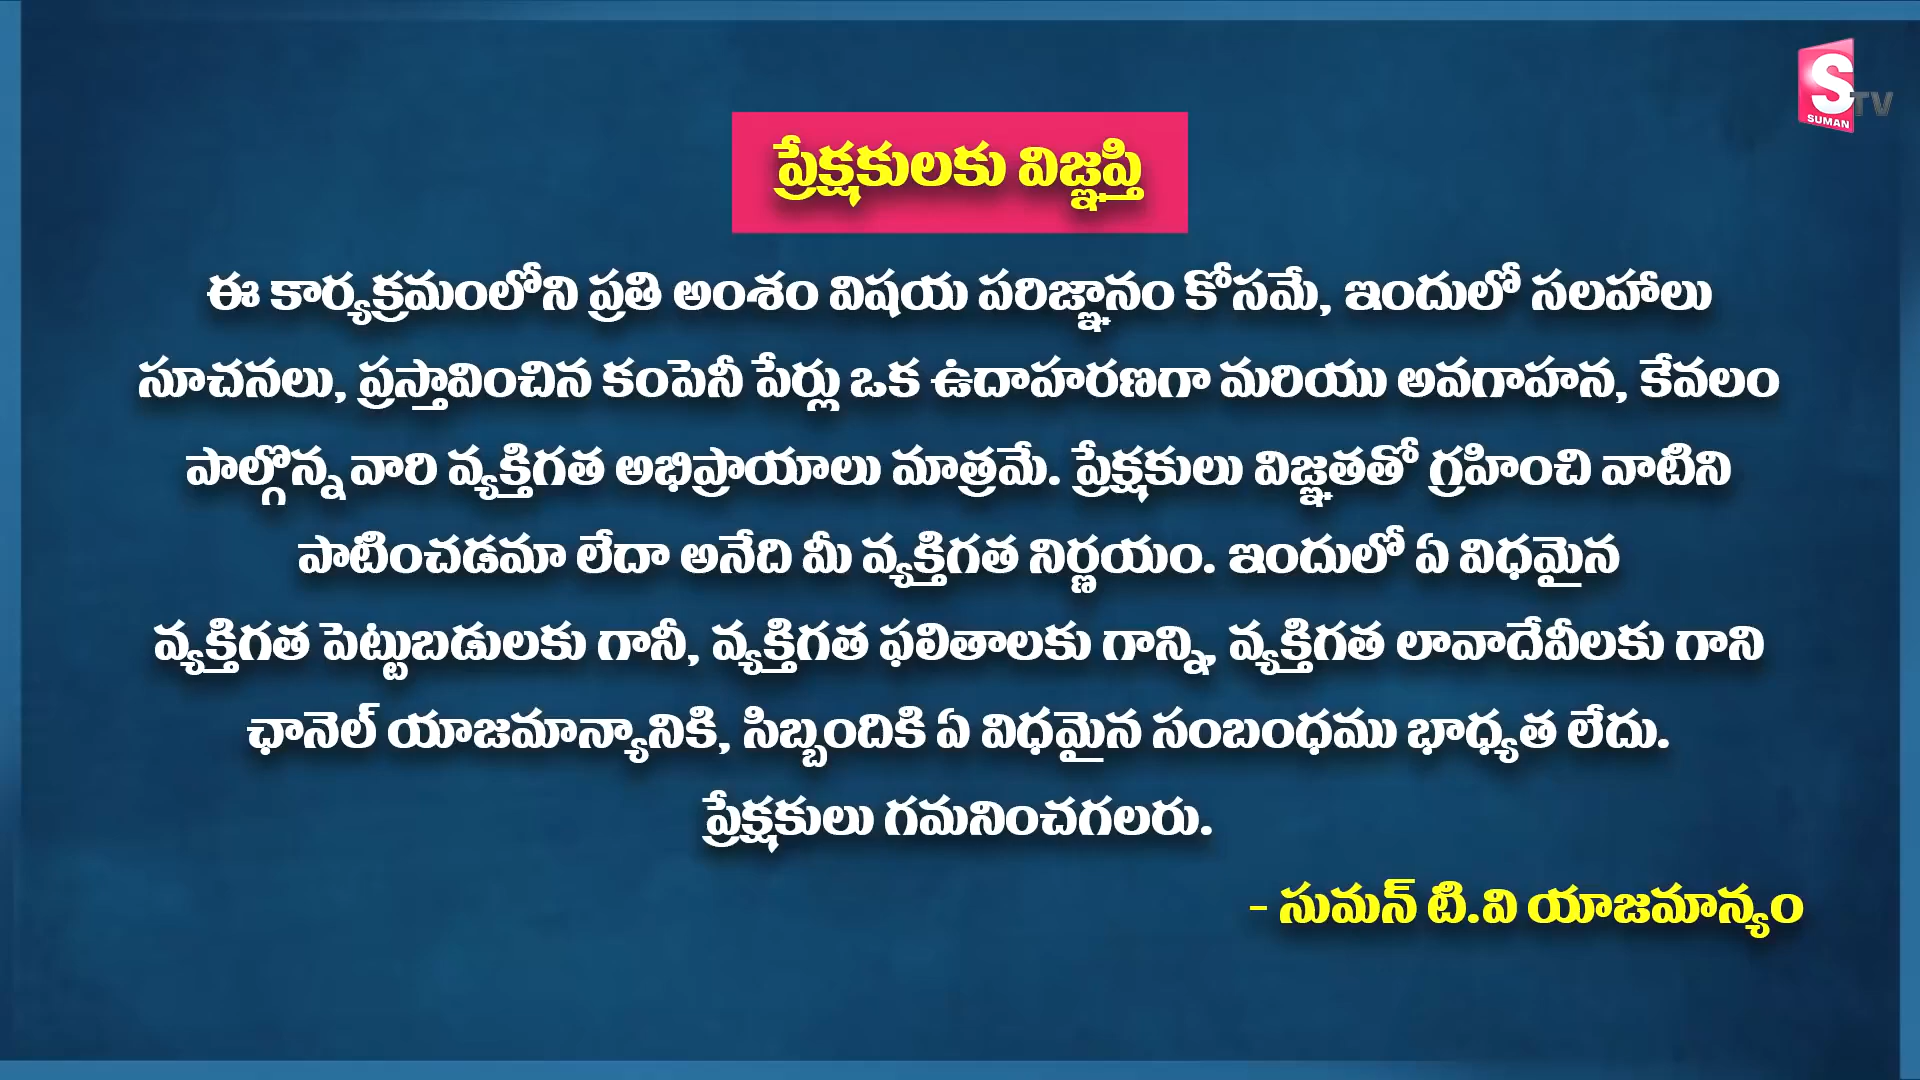 S
SUMAN
TV
ప్రేక్షకులకు విజ్ఞప్తి
ఈ కార్యక్రమంలోని ప్రతి అంశం విషయ పరిజ్ఞానం కోసమే, ఇందులో సలహాలు
సూచనలు, ప్రస్తావించిన కంపెనీ పేర్లు ఒక ఉదాహరణగా మరియు అవగాహన, కేవలం
పాల్గొన్న వారి వ్యక్తిగత అభిప్రాయాలు మాత్రమే. ప్రేక్షకులు విజ్ఞతతో గ్రహించి వాటిని
పాటించడమా లేదా అనేది మీ వ్యక్తిగత నిర్ణయం. ఇందులో ఏ విధమైన
వ్యక్తిగత పెట్టుబడులకు గానీ, వ్యక్తిగత ఫలితాలకు గాన్ని, వ్యక్తిగత లావాదేవీలకు గాని
ఛానెల్ యాజమాన్యానికి, సిబ్బందికి ఏ విధమైన సంబంధము భాధ్యత లేదు.
ప్రేక్షకులు గమనించగలరు.
- సుమన్ టి.వి యాజమాన్యం